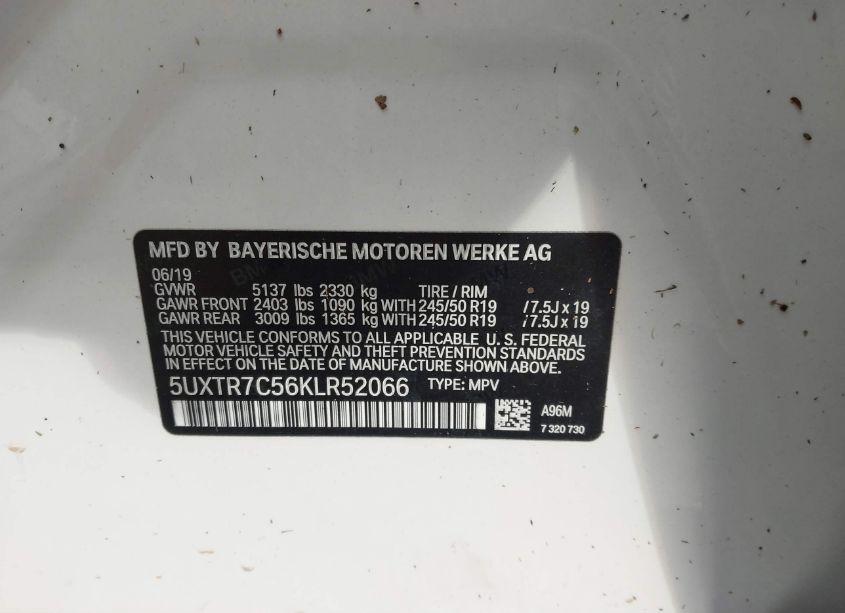 MFD BY BAYERISCHE MOTOREN WERKE AG
06/19
GVWR 5137 lbs 2330 kg TIRE / RIM
GAWR FRONT 2403 lbs 1090 kg WITH 245/50 R19 / 7.5J x 19
GAWR REAR 3009 lbs 1365 kg WITH 245/50 R19 / 7.5J x 19
THIS VEHICLE CONFORMS TO ALL APPLICABLE U. S. FEDERAL
MOTOR VEHICLE SAFETY AND THEFT PREVENTION STANDARDS
IN EFFECT ON THE DATE OF MANUFACTURE SHOWN ABOVE.
5UXTR7C56KLR52066 TYPE: MPV
A96M
7 320 730